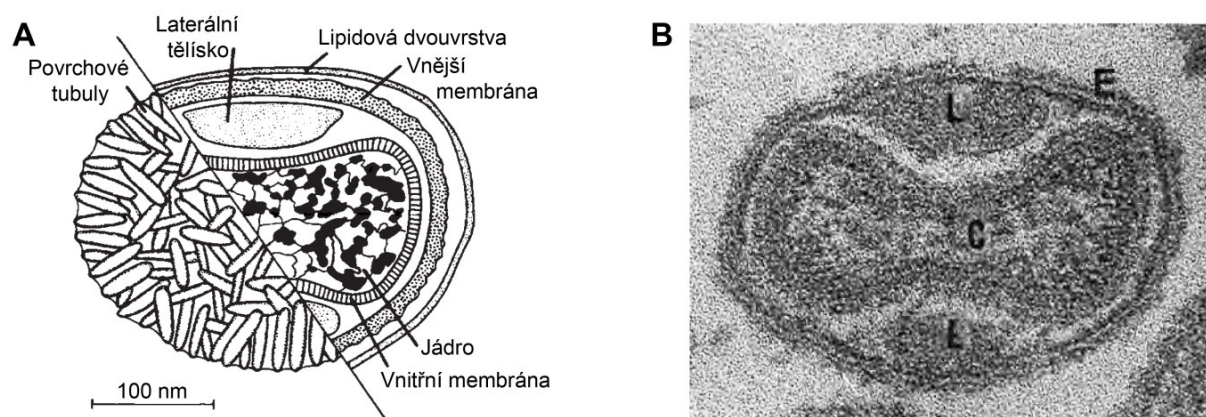 A
Laterální
tělísko
Lipidová dvouvrstva
Vnější
membrána
Povrchové
tubuly
Jádro
Vnitřní membrána
100 nm
B
L
E
C
L